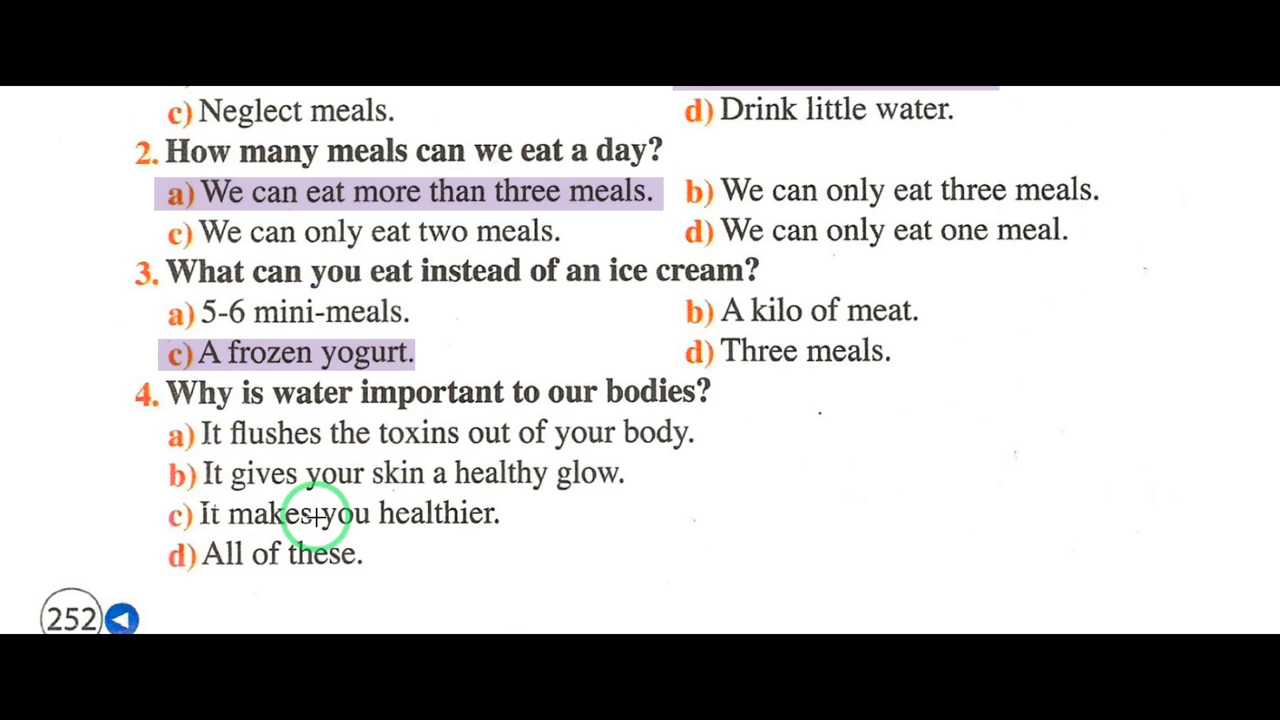 c) Neglect meals. d) Drink little water.
2. How many meals can we eat a day?
a) We can eat more than three meals. b) We can only eat three meals.
c) We can only eat two meals. d) We can only eat one meal.
3. What can you eat instead of an ice cream?
a) 5-6 mini-meals. b) A kilo of meat.
c) A frozen yogurt. d) Three meals.
4. Why is water important to our bodies?
a) It flushes the toxins out of your body.
b) It gives your skin a healthy glow.
c) It makes you healthier.
d) All of these.
252